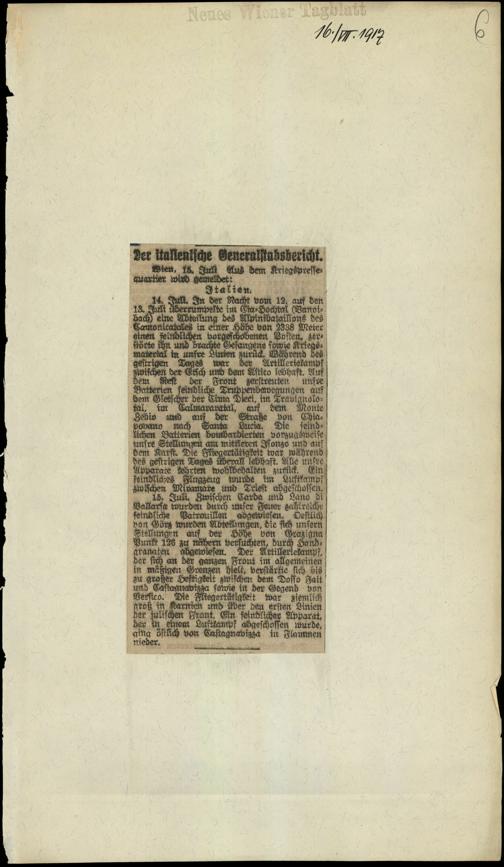 Neues Wiener Tagblatt
16./VII. 1917
6
Der italienische Generalstabsbericht.
Wien, 15. Juli. Aus dem Kriegspresse-
quartier wird gemeldet:
Italien.
14. Juli. In der Nacht vom 12. auf den
13. Juli überrumpelte im Cia-Hochtal (Vanoi-
bach) eine Abteilung des Alpinibataillons des
Canonicatales in einer Höhe von 2338 Meter
einen feindlichen vorgeschobenen Posten, zer-
störte ihn und brachte Gefangene sowie Kriegs-
material in unsre Linien zurück. Während des
gestrigen Tages war der Artilleriekampf
zwischen der Etsch und dem Astico lebhaft. Auf
dem Rest der Front zerstreuten unsre
Batterien feindliche Truppenbewegungen auf
dem Gletscher der Cima Dieci, im Travignolo-
tal, im Calmaranatal, auf dem Monte
Zebio und auf der Straße von Chia-
povano nach Santa Lucia. Die feind-
lichen Batterien bombardierten vorzugsweise
unsre Stellungen am mittleren Isonzo und auf
dem Karst. Die Fliegertätigkeit war während
des gestrigen Tages überall lebhaft. Alle unsre
Apparate kehrten wohlbehalten zurück. Ein
feindliches Flugzeug wurde im Luftkampf
zwischen Miramare und Triest abgeschossen.
15. Juli. Zwischen Carba und Lano di
Vallarsa wurden durch unser Feuer zahlreiche
feindliche Patrouillen abgewiesen. Oestlich
von Görz wurden Abteilungen, die sich unsern
Stellungen auf der Höhe von Grazigna
Punkt 126 zu nähern versuchten, durch Hand-
granaten abgewiesen. Der Artilleriekampf,
der sich an der ganzen Front im allgemeinen
in mäßigen Grenzen hielt, verstärkte sich bis
zu großer Heftigkeit zwischen dem Dosso Fait
und Castagnavizza sowie in der Gegend von
Versico. Die Fliegertätigkeit war ziemlich
groß in Karnien und über den ersten Linien
der julischen Front. Ein feindlicher Apparat,
der in einem Luftkampf abgeschossen wurde,
ging östlich von Castagnavizza in Flammen
nieder.